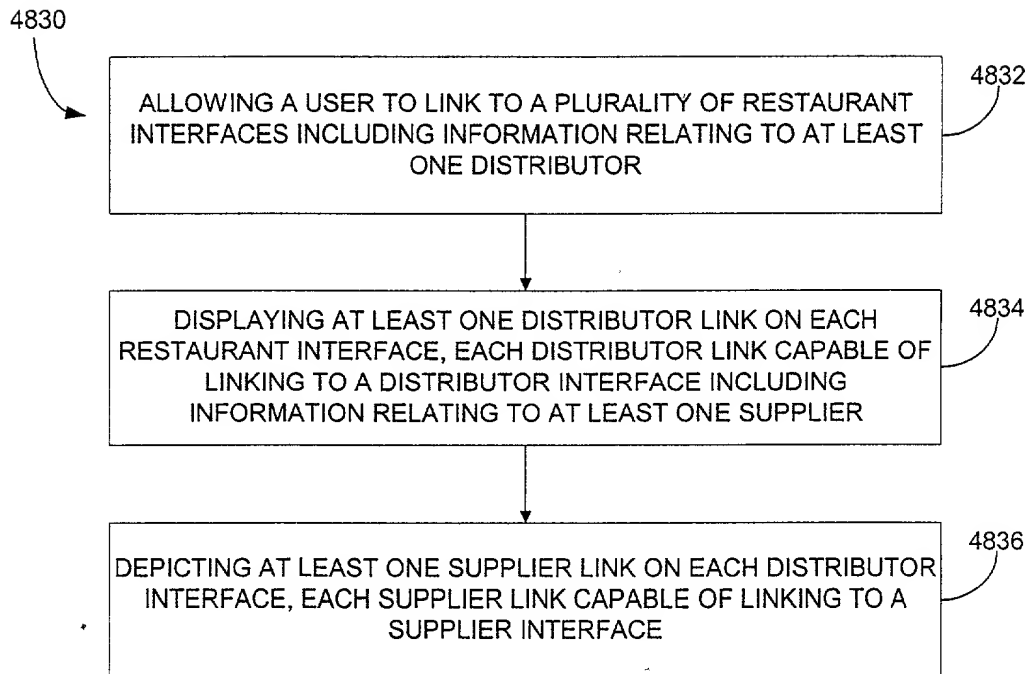 4830
4832
ALLOWING A USER TO LINK TO A PLURALITY OF RESTAURANT
INTERFACES INCLUDING INFORMATION RELATING TO AT LEAST
ONE DISTRIBUTOR
4834
DISPLAYING AT LEAST ONE DISTRIBUTOR LINK ON EACH
RESTAURANT INTERFACE, EACH DISTRIBUTOR LINK CAPABLE OF
LINKING TO A DISTRIBUTOR INTERFACE INCLUDING
INFORMATION RELATING TO AT LEAST ONE SUPPLIER
4836
DEPICTING AT LEAST ONE SUPPLIER LINK ON EACH DISTRIBUTOR
INTERFACE, EACH SUPPLIER LINK CAPABLE OF LINKING TO A
SUPPLIER INTERFACE